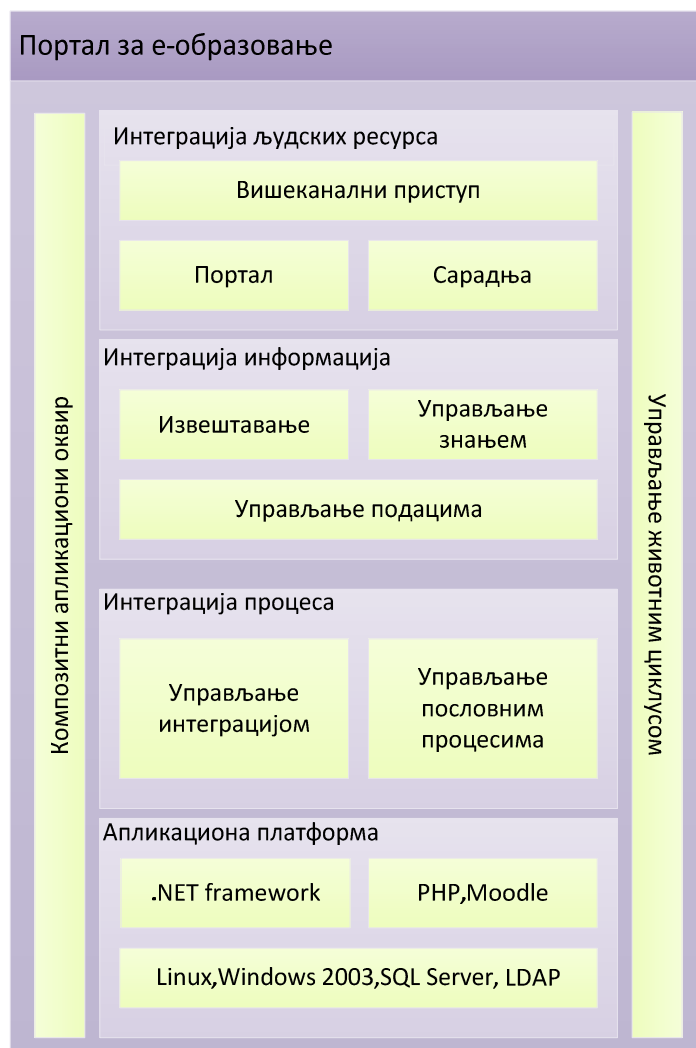 Портал за е-образовање
Композитни апликациони оквир
Интеграција људских ресурса
Вишеканални приступ
Портал
Сарадња
Интеграција информација
Извештавање
Управљање
знањем
Управљање подацима
Интеграција процеса
Управљање
интеграцијом
Управљање
пословним
процесима
Апликациона платформа
.NET framework
PHP,Moodle
Linux,Windows 2003,SQL Server, LDAP
Управљање животним циклусом